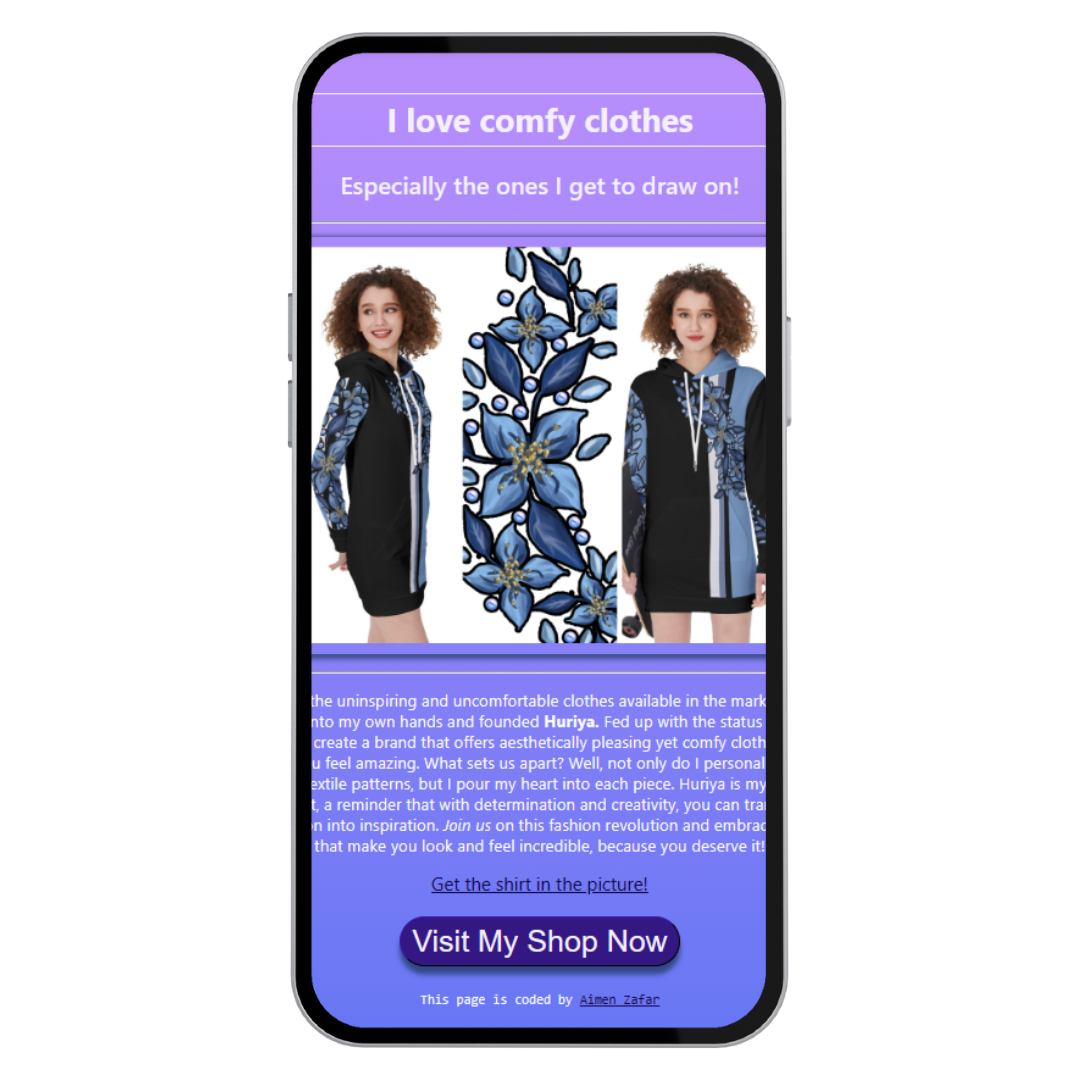 I love comfy clothes
Especially the ones I get to draw on!
the uninspiring and uncomfortable clothes available in the mark
nto my own hands and founded Huriya. Fed up with the status
create a brand that offers aesthetically pleasing yet comfy cloth
u feel amazing. What sets us apart? Well, not only do I personal
extile patterns, but I pour my heart into each piece. Huriya is my
t, a reminder that with determination and creativity, you can tra
n into inspiration. Join us on this fashion revolution and embrac
that make you look and feel incredible, because you deserve it!
Get the shirt in the picture!
Visit My Shop Now
This page is coded by Aimen Zafar